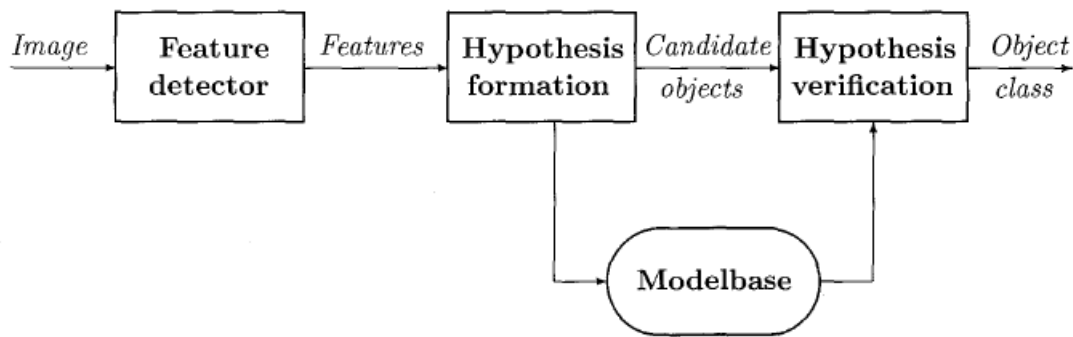 Image
Feature
detector
Features
Hypothesis
formation
Candidate
objects
Hypothesis
verification
Object
class
Modelbase